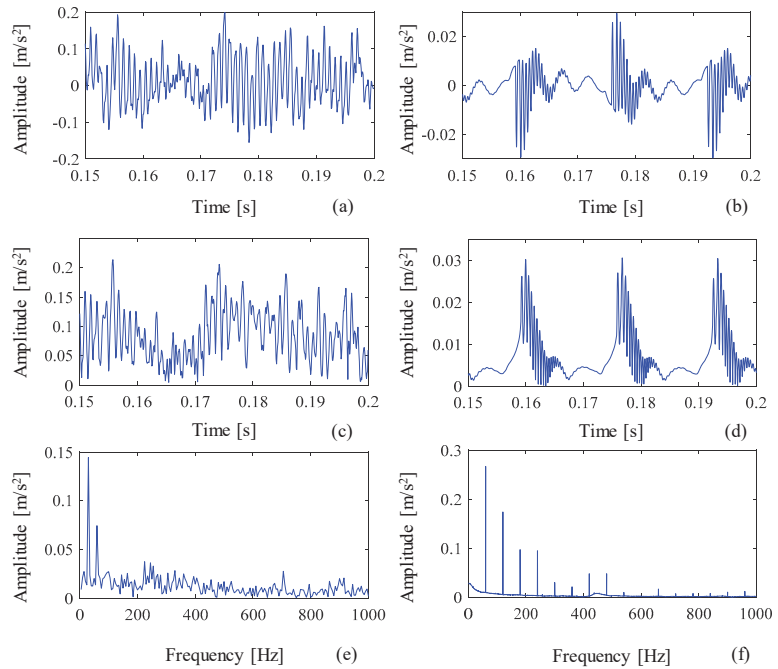 0.2
0.1
0
-0.1
-0.2
Amplitude [m/s²]
0.15 0.16 0.17 0.18 0.19 0.2
Time [s] (a)
0.02
0
-0.02
Amplitude [m/s²]
0.15 0.16 0.17 0.18 0.19 0.2
Time [s] (b)
0.2
0.15
0.1
0.05
0
Amplitude [m/s²]
0.15 0.16 0.17 0.18 0.19 0.2
Time [s] (c)
0.03
0.02
0.01
0
Amplitude [m/s²]
0.15 0.16 0.17 0.18 0.19 0.2
Time [s] (d)
0.15
0.1
0.05
0
Amplitude [m/s²]
0 200 400 600 800 1000
Frequency [Hz] (e)
0.3
0.2
0.1
0
Amplitude [m/s²]
0 200 400 600 800 1000
Frequency [Hz] (f)